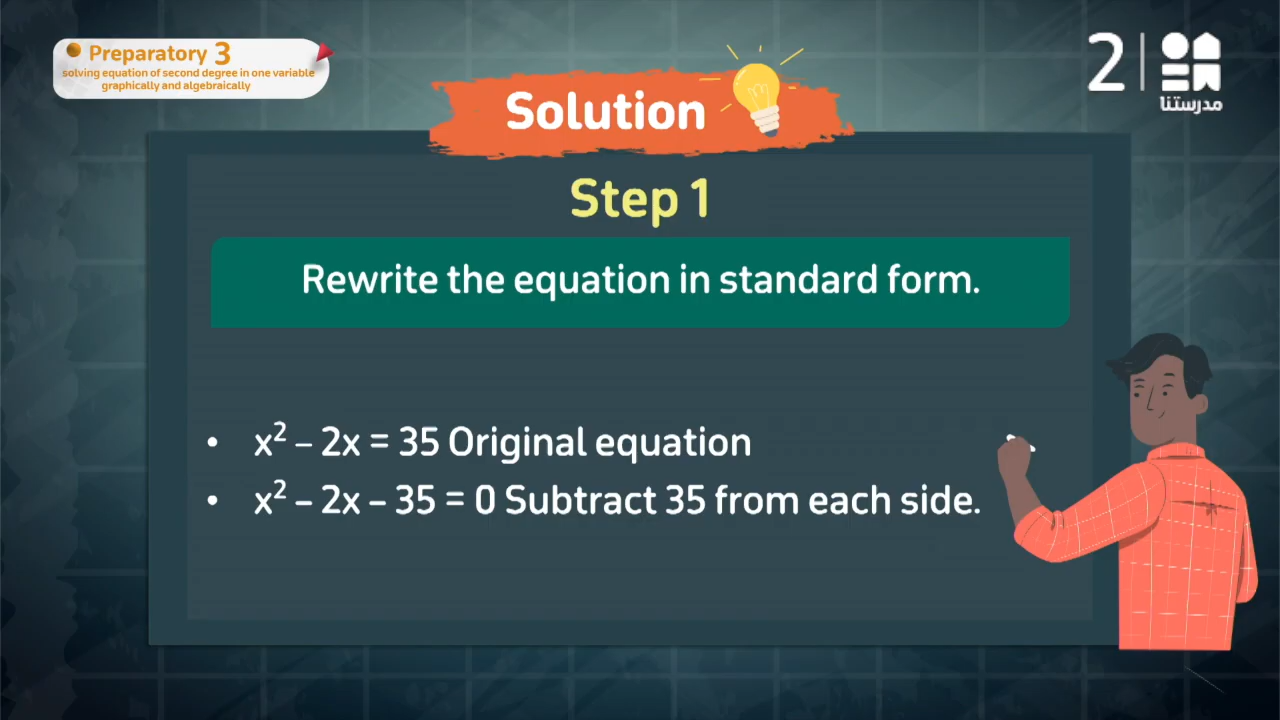 Preparatory 3
solving equation of second degree in one variable
graphically and algebraically
2
مدرستنا
Solution
Step 1
Rewrite the equation in standard form.
• x² – 2x = 35 Original equation
• x² – 2x – 35 = 0 Subtract 35 from each side.